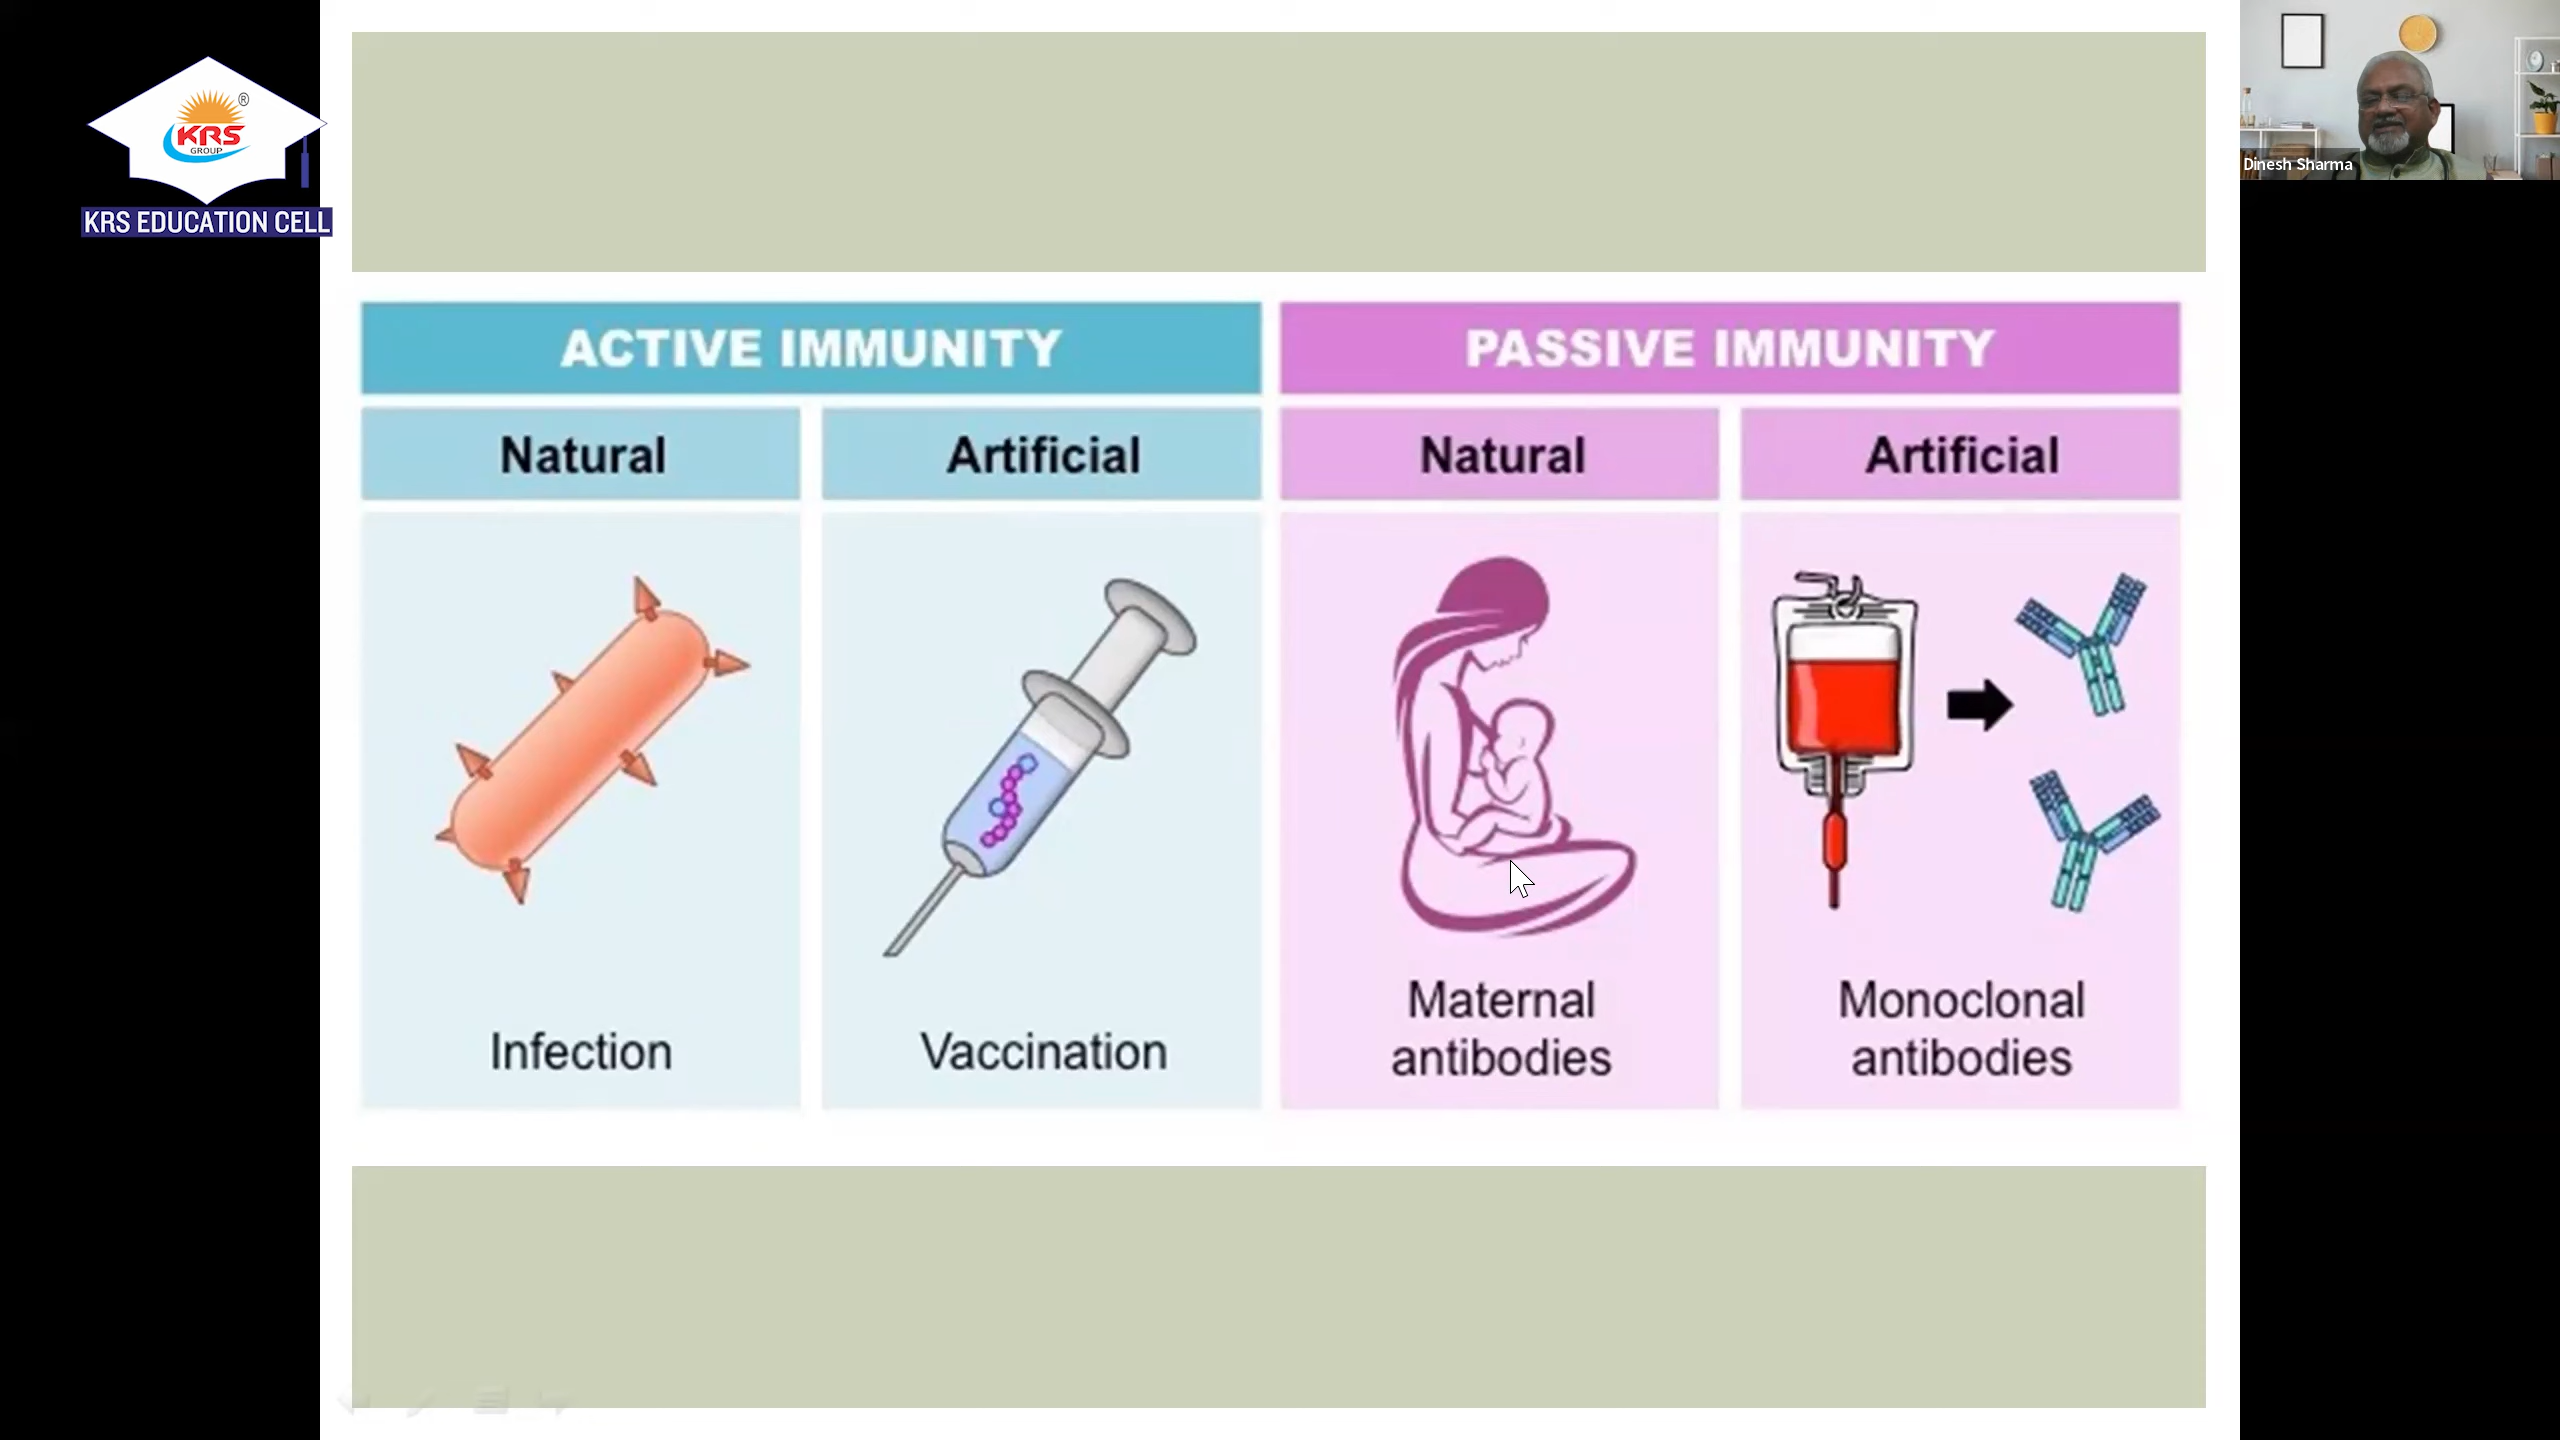 ®
KRS
GROUP
KRS EDUCATION CELL
Dinesh Sharma
ACTIVE IMMUNITY
PASSIVE IMMUNITY
Natural
Artificial
Natural
Artificial
Infection
Vaccination
Maternal
antibodies
Monoclonal
antibodies